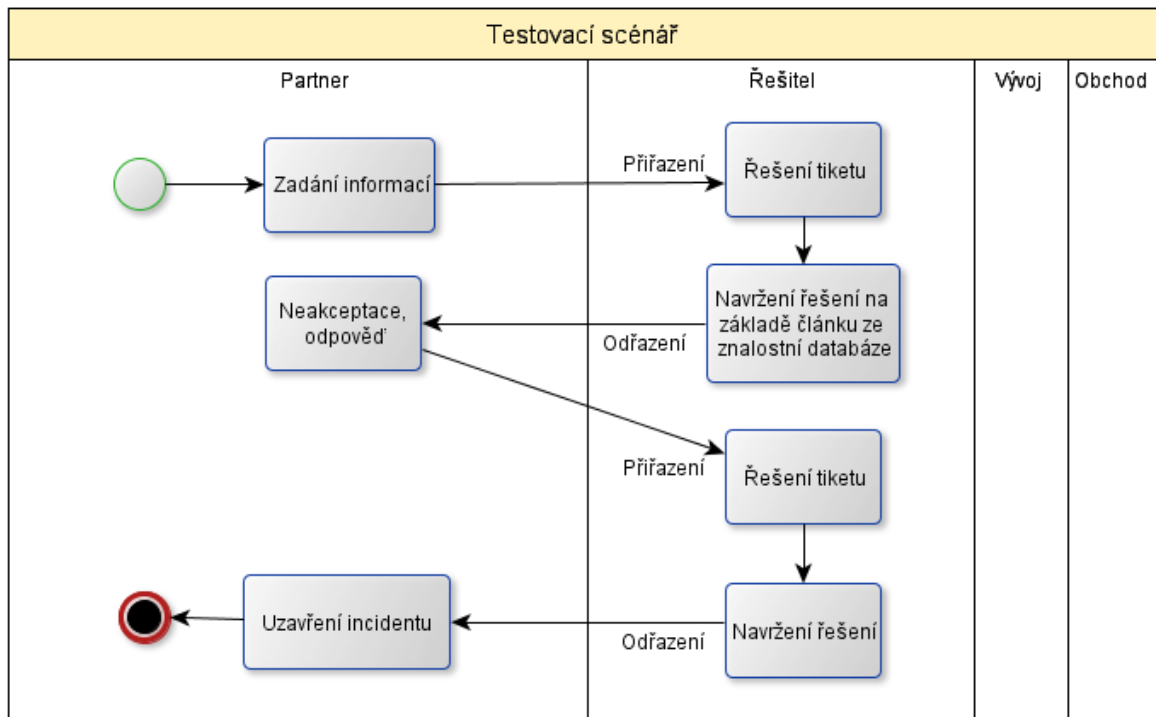 Testovací scénář
Partner
Řešitel
Vývoj
Obchod
Zadání informací
Přiřazení
Řešení tiketu
Neakceptace,
odpověď
Odřazení
Navržení řešení na
základě článku ze
znalostní databáze
Přiřazení
Řešení tiketu
Uzavření incidentu
Odřazení
Navržení řešení